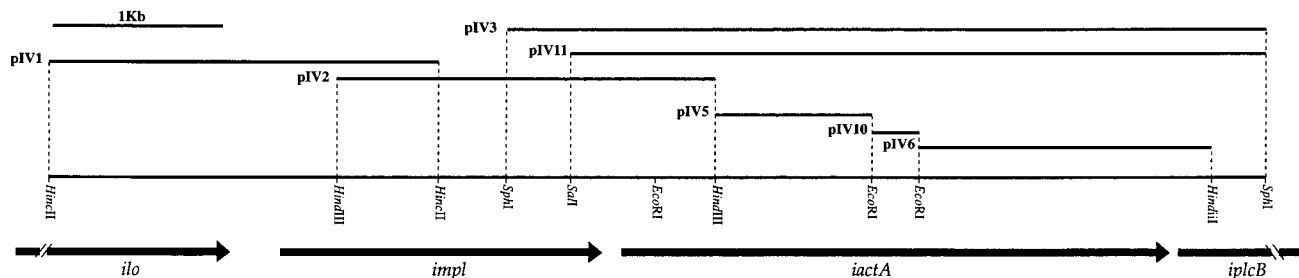 1Kb
pIV3
pIV11
pIV1
pIV2
pIV5
pIV10
pIV6
HincII
HindIII
HincII
SphI
SalI
EcoRI
HindIII
EcoRI
EcoRI
HindiiI
SphI
ilo
impl
iactA
iplcB